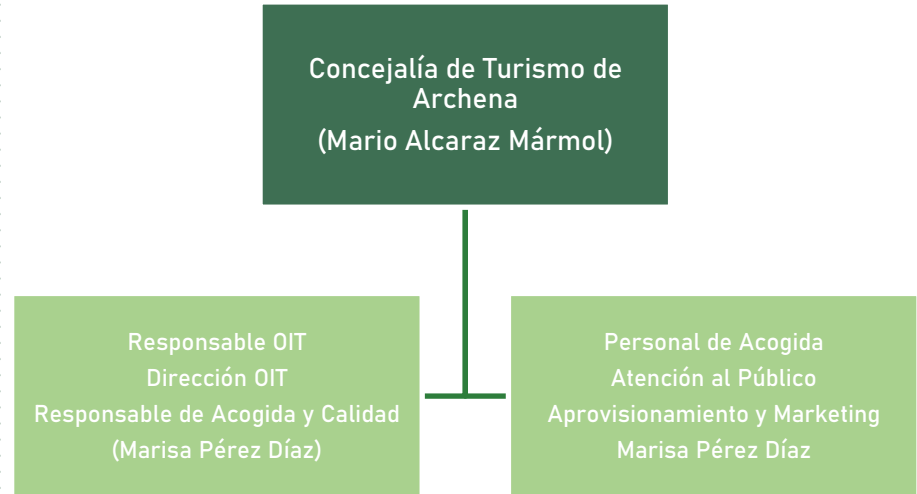 Concejalía de Turismo de
Archena
(Mario Alcaraz Mármol)
Responsable OIT
Dirección OIT
Responsable de Acogida y Calidad
(Marisa Pérez Díaz)
Personal de Acogida
Atención al Público
Aprovisionamiento y Marketing
Marisa Pérez Díaz